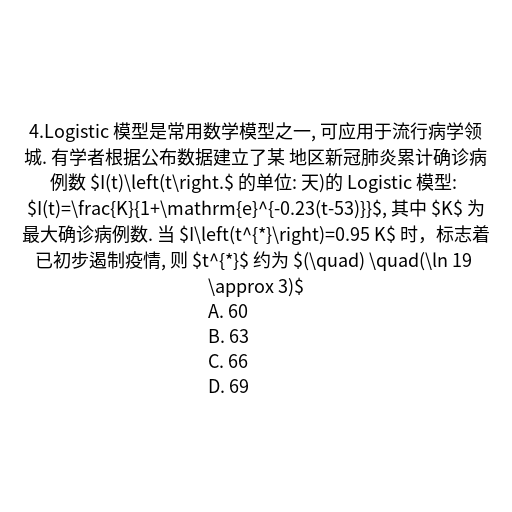 4.Logistic 模型是常用数学模型之一, 可应用于流行病学领
城. 有学者根据公布数据建立了某 地区新冠肺炎累计确诊病
例数 $I(t)\left(t\right.$ 的单位: 天)的 Logistic 模型:
$I(t)=\frac{K}{1+\mathrm{e}^{-0.23(t-53)}}$, 其中 $K$ 为
最大确诊病例数. 当 $I\left(t^{*}\right)=0.95 K$ 时，标志着
已初步遏制疫情, 则 $t^{*}$ 约为 $(\quad) \quad(\ln 19
\approx 3)$
A. 60
B. 63
C. 66
D. 69